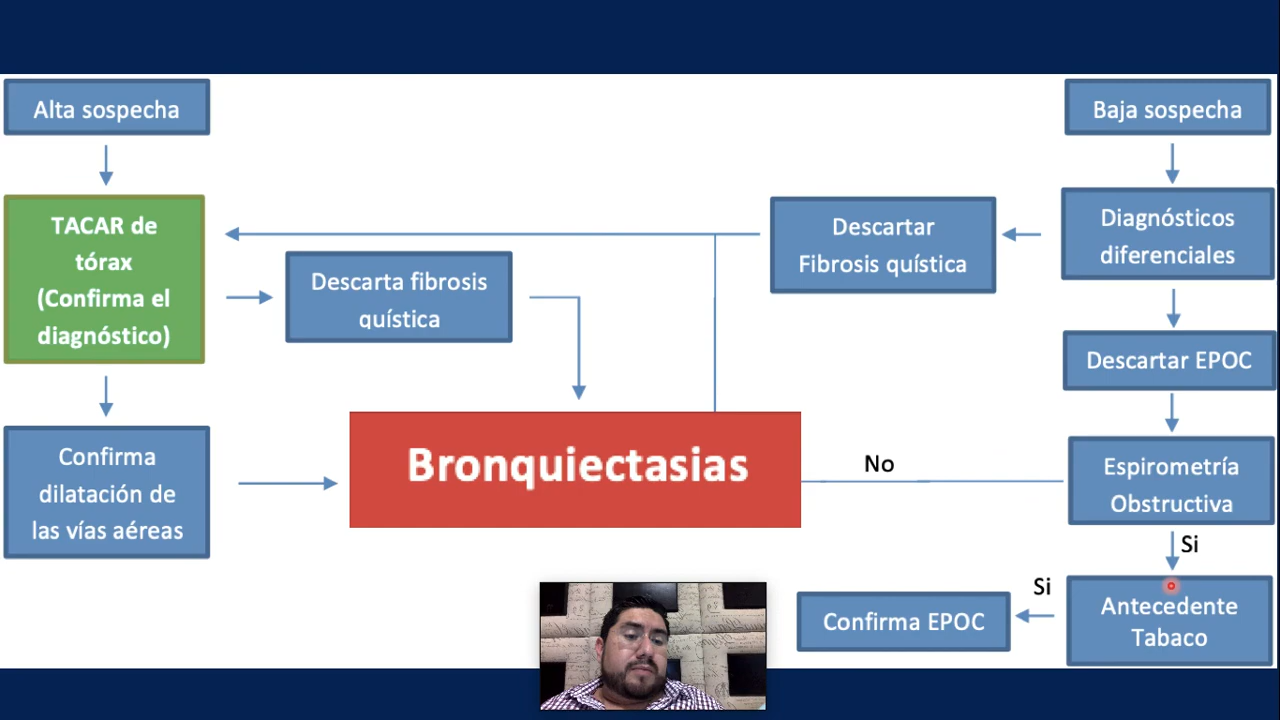 Alta sospecha
Baja sospecha
TACAR de
tórax
(Confirma el
diagnóstico)
Descarta fibrosis
quística
Descartar
Fibrosis quística
Diagnósticos
diferenciales
Descartar EPOC
Confirma
dilatación de
las vías aéreas
Bronquiectasias
No
Espirometría
Obstructiva
Si
Antecedente
Tabaco
Si
Confirma EPOC